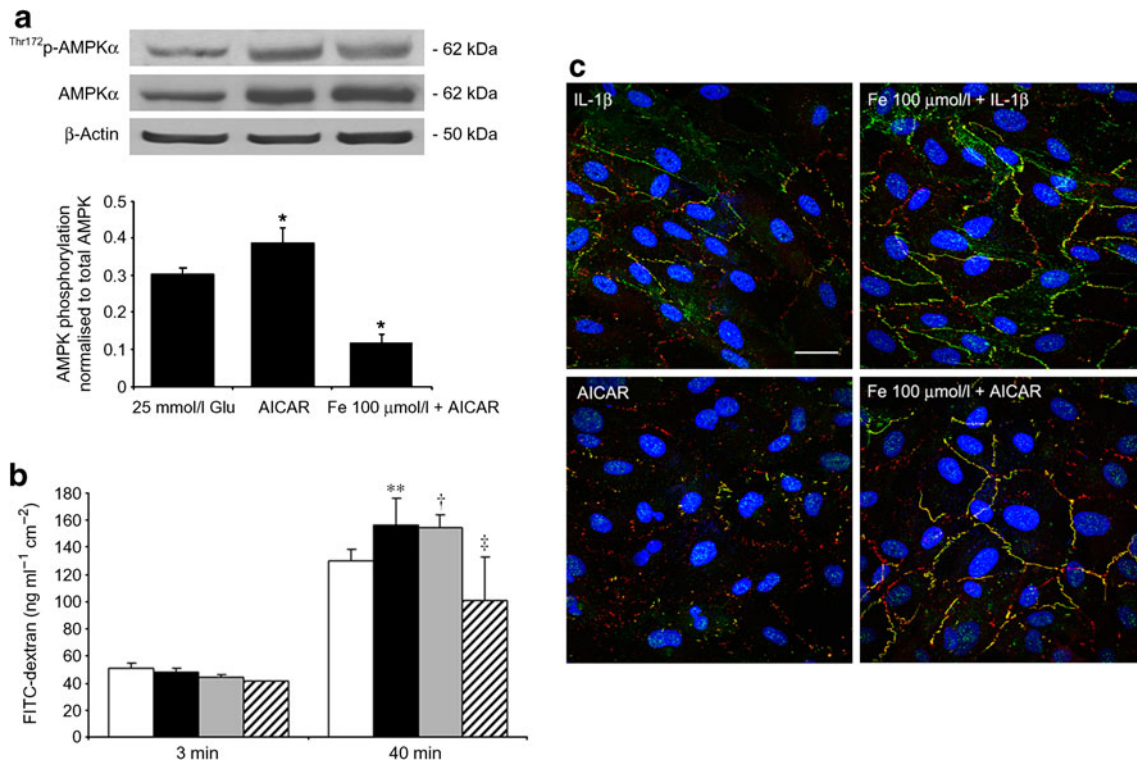 a
Thr172p-AMPKα
- 62 kDa
AMPKα
- 62 kDa
β-Actin
- 50 kDa
AMPK phosphorylation
normalised to total AMPK
0.5
0.4
0.3
0.2
0.1
0
*
*
25 mmol/l Glu
AICAR
Fe 100 μmol/l + AICAR
b
FITC-dextran (ng ml⁻¹ cm⁻²)
180
160
140
120
100
80
60
40
20
0
**
†
‡
3 min
40 min
c
IL-1β
Fe 100 μmol/l + IL-1β
AICAR
Fe 100 μmol/l + AICAR